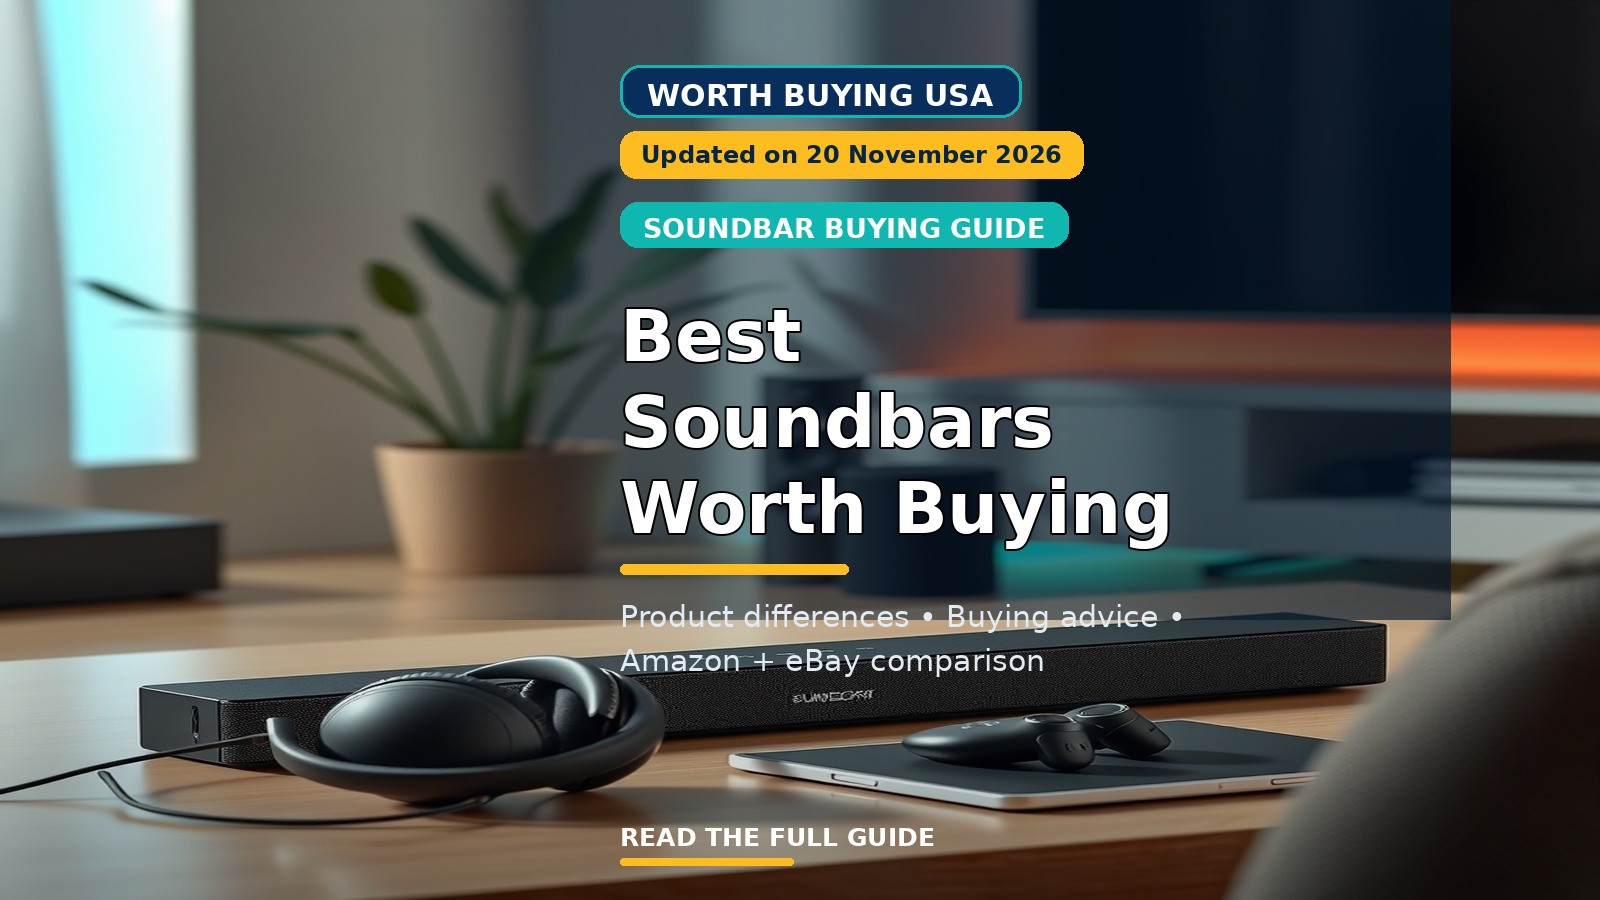 WORTH BUYING USA
Updated on 20 November 2026
SOUNDBAR BUYING GUIDE
Best
Soundbars
Worth Buying
Product differences • Buying advice •
Amazon + eBay comparison
READ THE FULL GUIDE